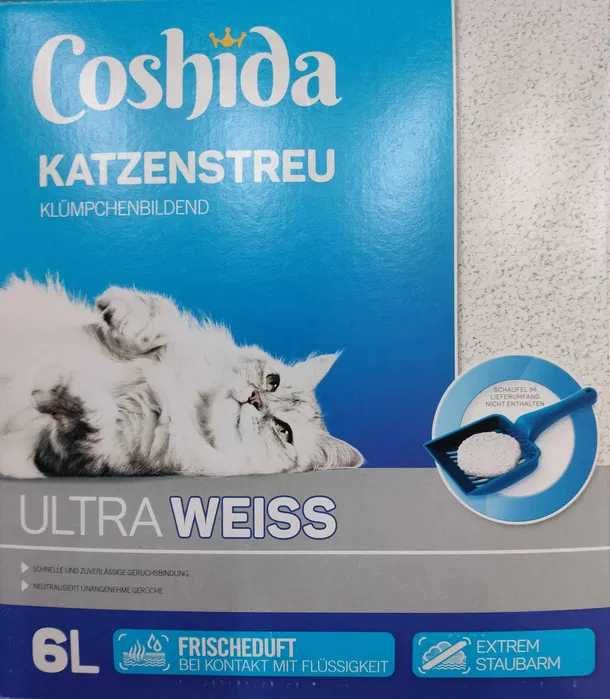 Coshida
KATZENSTREU
KLÜMPCHENBILDEND
SCHAUFEL IM
LIEFERUMFANG
NICHT ENTHALTEN
ULTRA WEISS
SCHNELLE UND ZUVERLÄSSIGE GERUCHSBINDUNG
NEUTRALISIERT UNANGENEHME GERÜCHE
6L
FRISCHEDUFT
BEI KONTAKT MIT FLÜSSIGKEIT
EXTREM
STAUBARM